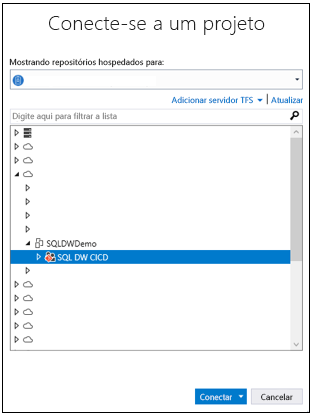 Conecte-se a um projeto
Mostrando repositórios hospedados para:
Adicionar servidor TFS | Atualizar
Digite aqui para filtrar a lista
SQLDWDemo
SQL DW CICD
Conectar Cancelar